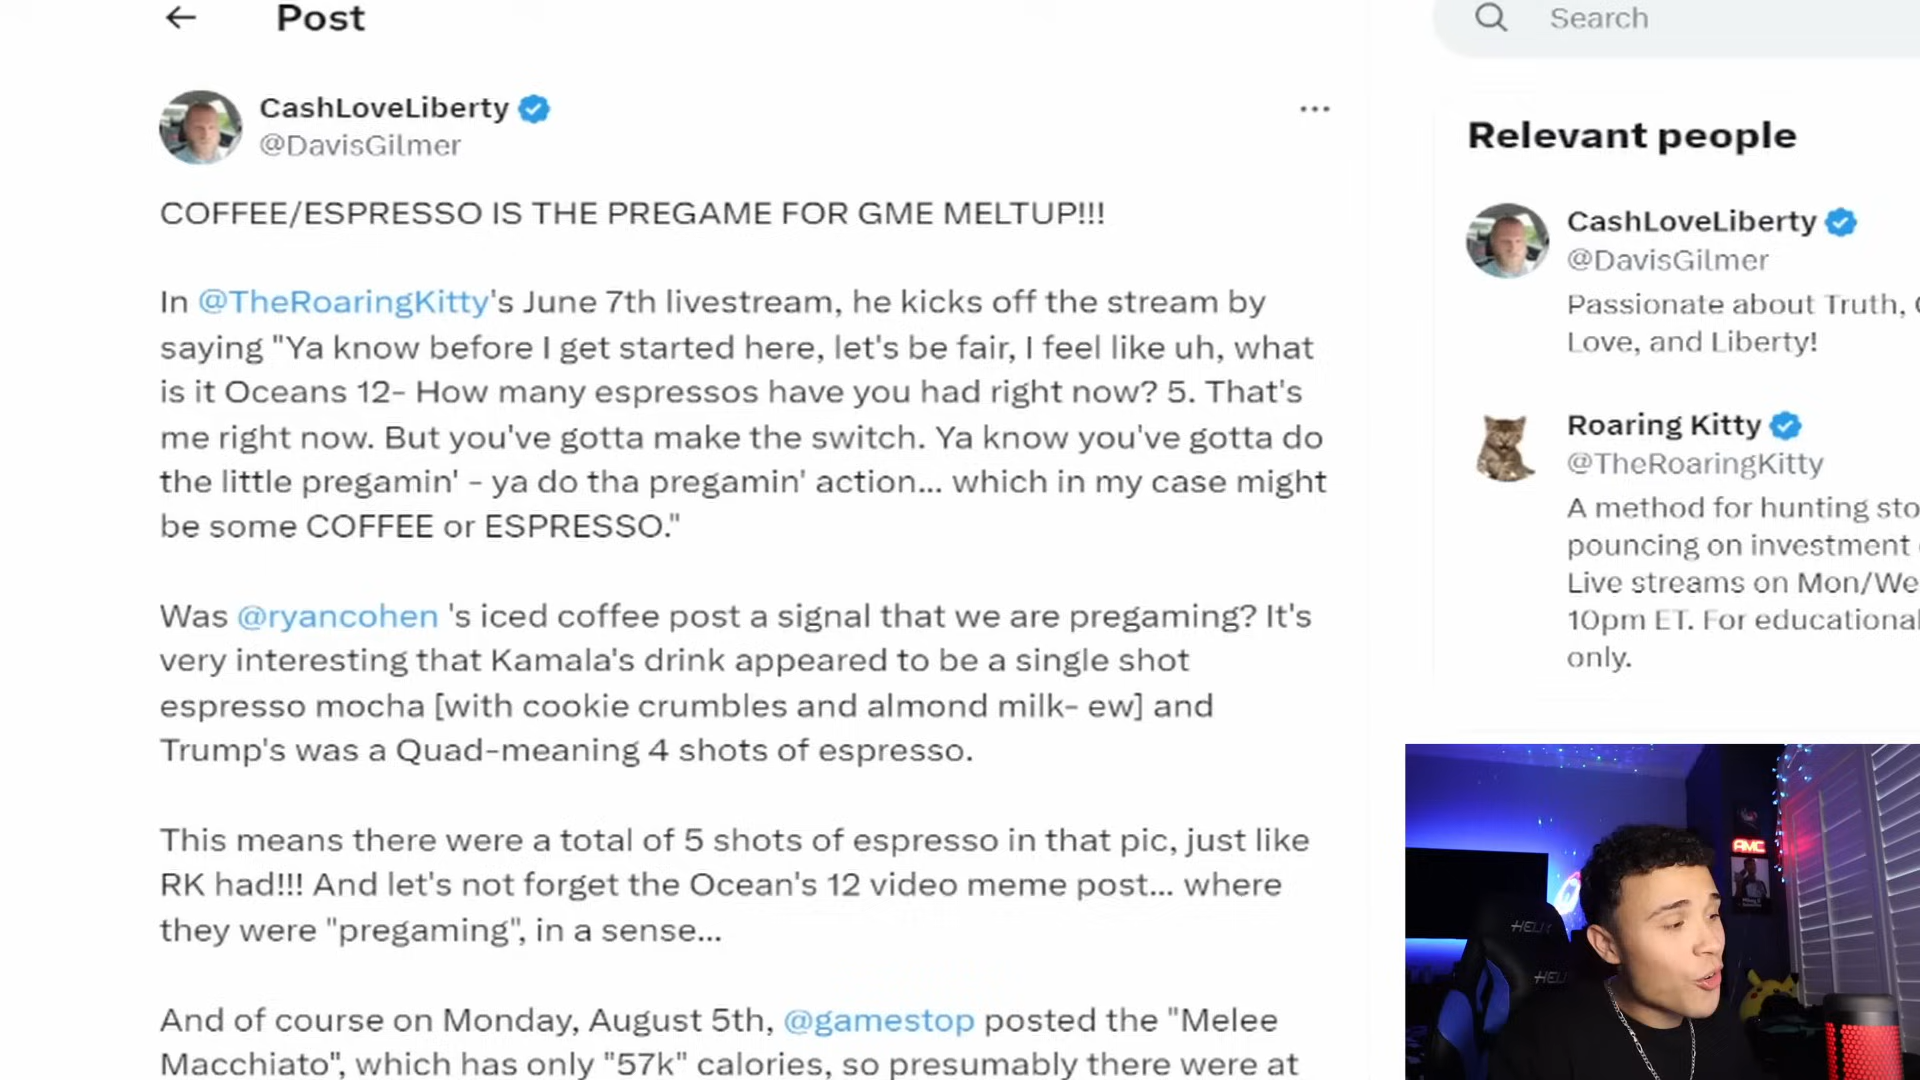 Post
Search
CashLoveLiberty
@DavisGilmer
COFFEE/ESPRESSO IS THE PREGAME FOR GME MELTUP!!!
In @TheRoaringKitty's June 7th livestream, he kicks off the stream by
saying "Ya know before I get started here, let's be fair, I feel like uh, what
is it Oceans 12- How many espressos have you had right now? 5. That's
me right now. But you've gotta make the switch. Ya know you've gotta do
the little pregamin' - ya do tha pregamin' action... which in my case might
be some COFFEE or ESPRESSO."
Was @ryancohen 's iced coffee post a signal that we are pregaming? It's
very interesting that Kamala's drink appeared to be a single shot
espresso mocha [with cookie crumbles and almond milk- ew] and
Trump's was a Quad-meaning 4 shots of espresso.
This means there were a total of 5 shots of espresso in that pic, just like
RK had!!! And let's not forget the Ocean's 12 video meme post... where
they were "pregaming", in a sense...
And of course on Monday, August 5th, @gamestop posted the "Melee
Macchiato", which has only "57k" calories, so presumably there were at
Relevant people
CashLoveLiberty
@DavisGilmer
Passionate about Truth,
Love, and Liberty!
Roaring Kitty
@TheRoaringKitty
A method for hunting sto
pouncing on investment
Live streams on Mon/We
10pm ET. For educational
only.
AMC
HELIX